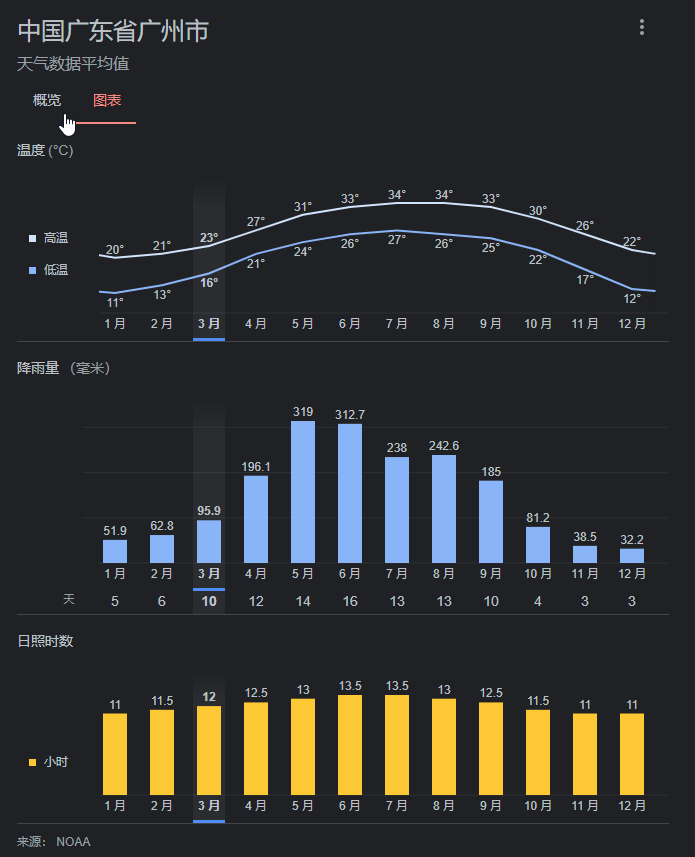 中国广东省广州市
天气数据平均值
概览 图表
温度 (°C)
高温
低温
20° 21° 23° 27° 31° 33° 34° 34° 33° 30° 26° 22°
11° 13° 16° 21° 24° 26° 27° 26° 25° 22° 17° 12°
1 月 2 月 3 月 4 月 5 月 6 月 7 月 8 月 9 月 10 月 11 月 12 月
降雨量 （毫米）
51.9 62.8 95.9 196.1 319 312.7 238 242.6 185 81.2 38.5 32.2
1 月 2 月 3 月 4 月 5 月 6 月 7 月 8 月 9 月 10 月 11 月 12 月
天 5 6 10 12 14 16 13 13 10 4 3 3
日照时数
11 11.5 12 12.5 13 13.5 13.5 13 12.5 11.5 11 11
小时
1 月 2 月 3 月 4 月 5 月 6 月 7 月 8 月 9 月 10 月 11 月 12 月
来源： NOAA